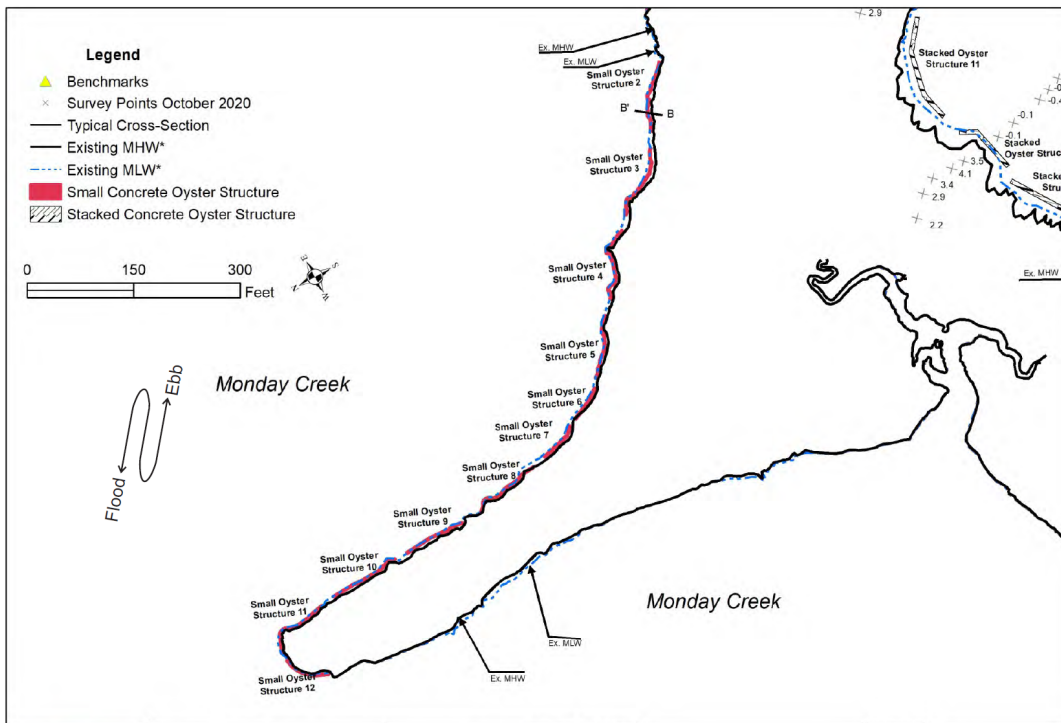 Legend
Benchmarks
Survey Points October 2020
Typical Cross-Section
Existing MHW*
Existing MLW*
Small Concrete Oyster Structure
Stacked Concrete Oyster Structure
0 150 300
Feet
Ebb
Flood
Monday Creek
Ex. MHW
Ex. MLW
Small Oyster
Structure 2
B' B
Small Oyster
Structure 3
Small Oyster
Structure 4
Small Oyster
Structure 5
Small Oyster
Structure 6
Small Oyster
Structure 7
Small Oyster
Structure 8
Small Oyster
Structure 9
Small Oyster
Structure 10
Small Oyster
Structure 11
Small Oyster
Structure 12
2.9
Stacked Oyster
Structure 11
-0.4
-0.1
-0.1
Stacked
Oyster Struct
3.5
4.1
3.4
2.9
2.2
Stacked
Stru
Ex. MHW
Monday Creek
Ex. MLW
Ex. MHW